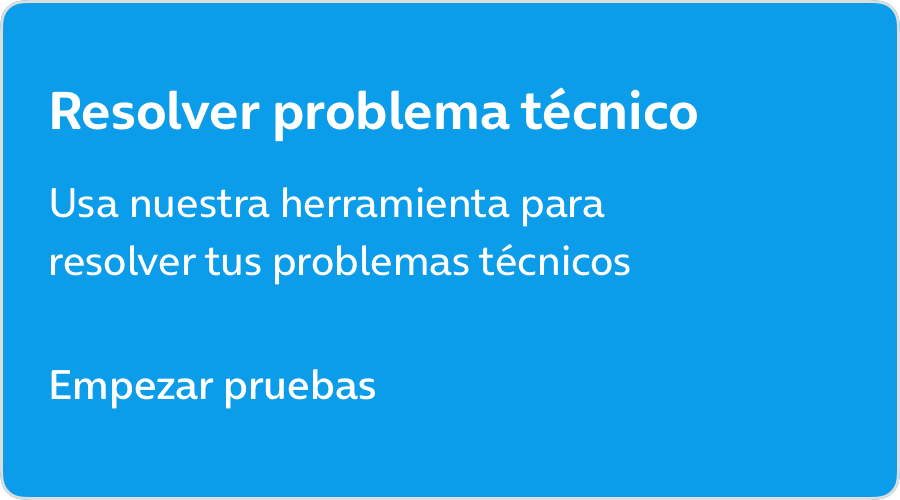 Resolver problema técnico
Usa nuestra herramienta para
resolver tus problemas técnicos
Empezar pruebas